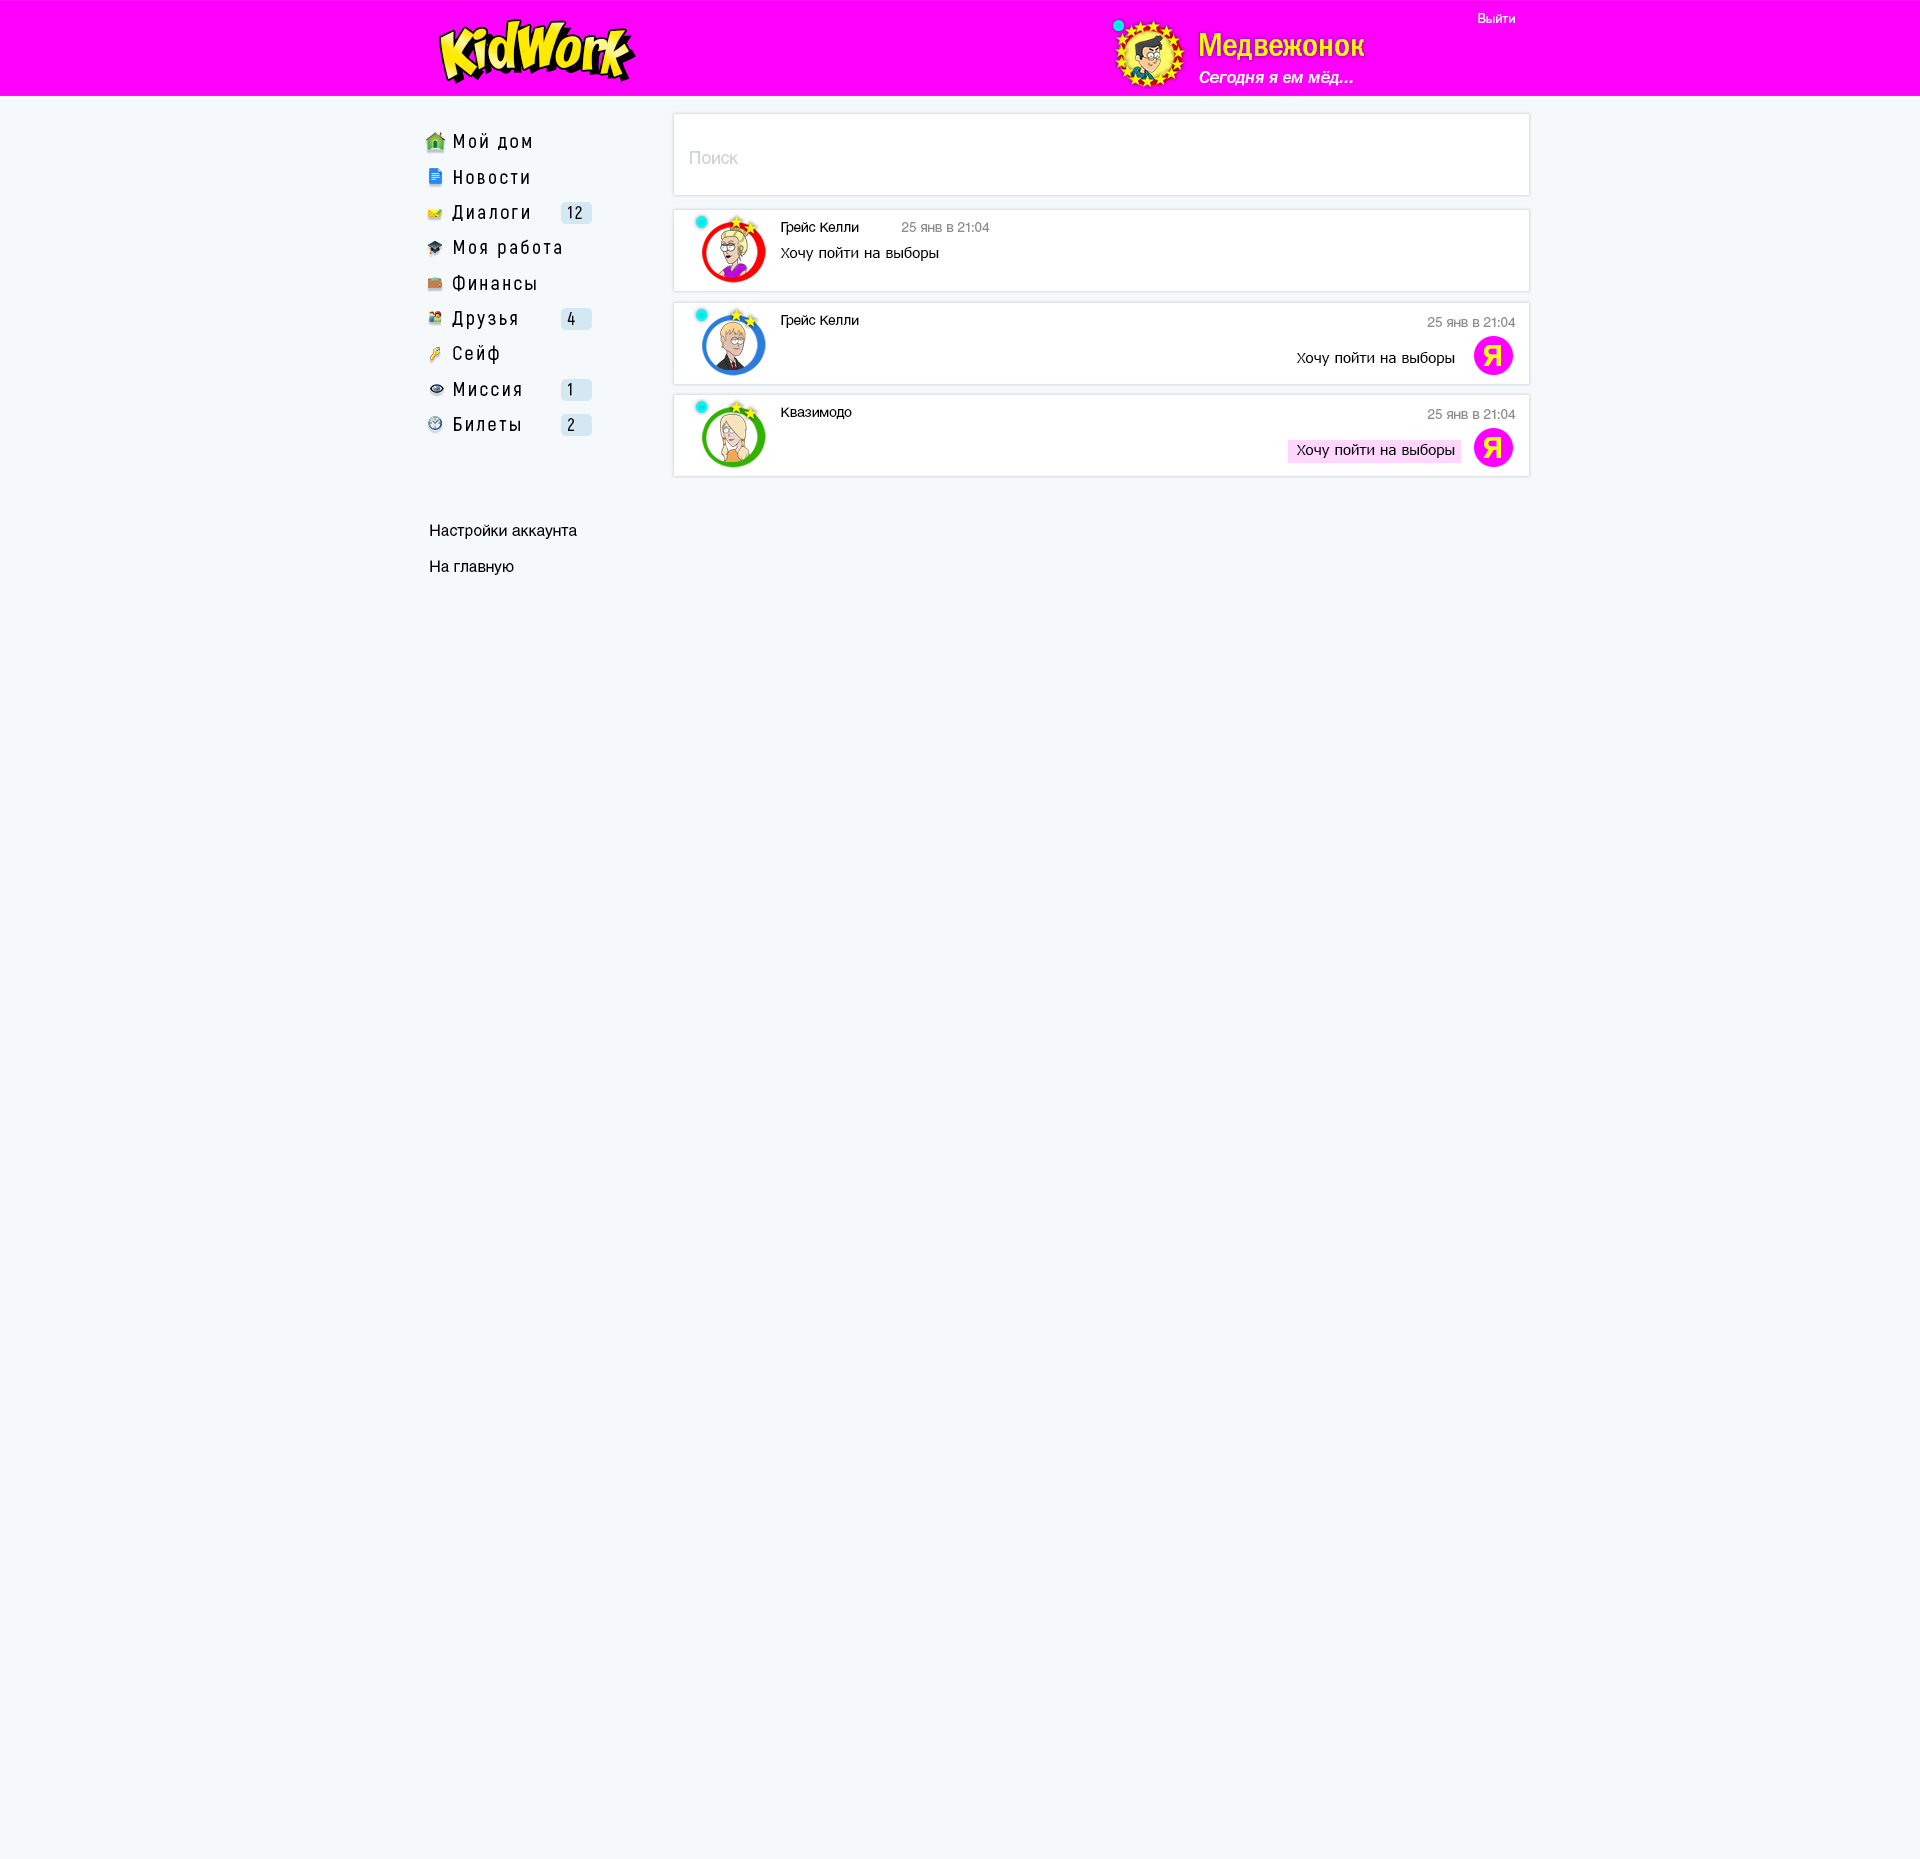 KidWork
Выйти
Медвежонок
Сегодня я ем мёд...
Мой дом
Новости
Диалоги 12
Моя работа
Финансы
Друзья 4
Сейф
Миссия 1
Билеты 2
Настройки аккаунта
На главную
Поиск
Грейс Келли 25 янв в 21:04
Хочу пойти на выборы
Грейс Келли 25 янв в 21:04
Хочу пойти на выборы Я
Квазимодо 25 янв в 21:04
Хочу пойти на выборы Я